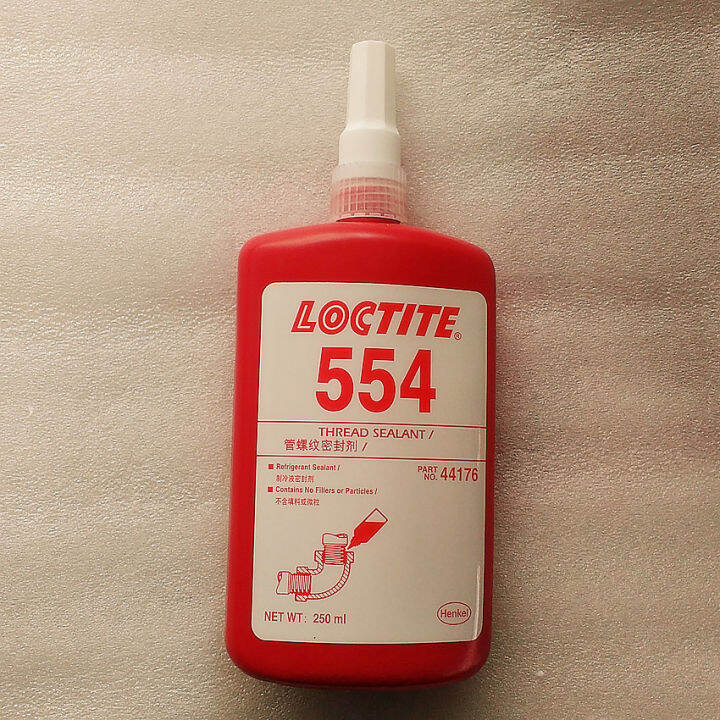 LOCTITE®
554
THREAD SEALANT /
管螺纹密封剂 /
■ Refrigerant Sealant /
制冷液密封剂
■ Contains No Fillers or Particles /
不含填料或微粒
PART NO. 44176
NET WT: 250 ml
Henkel